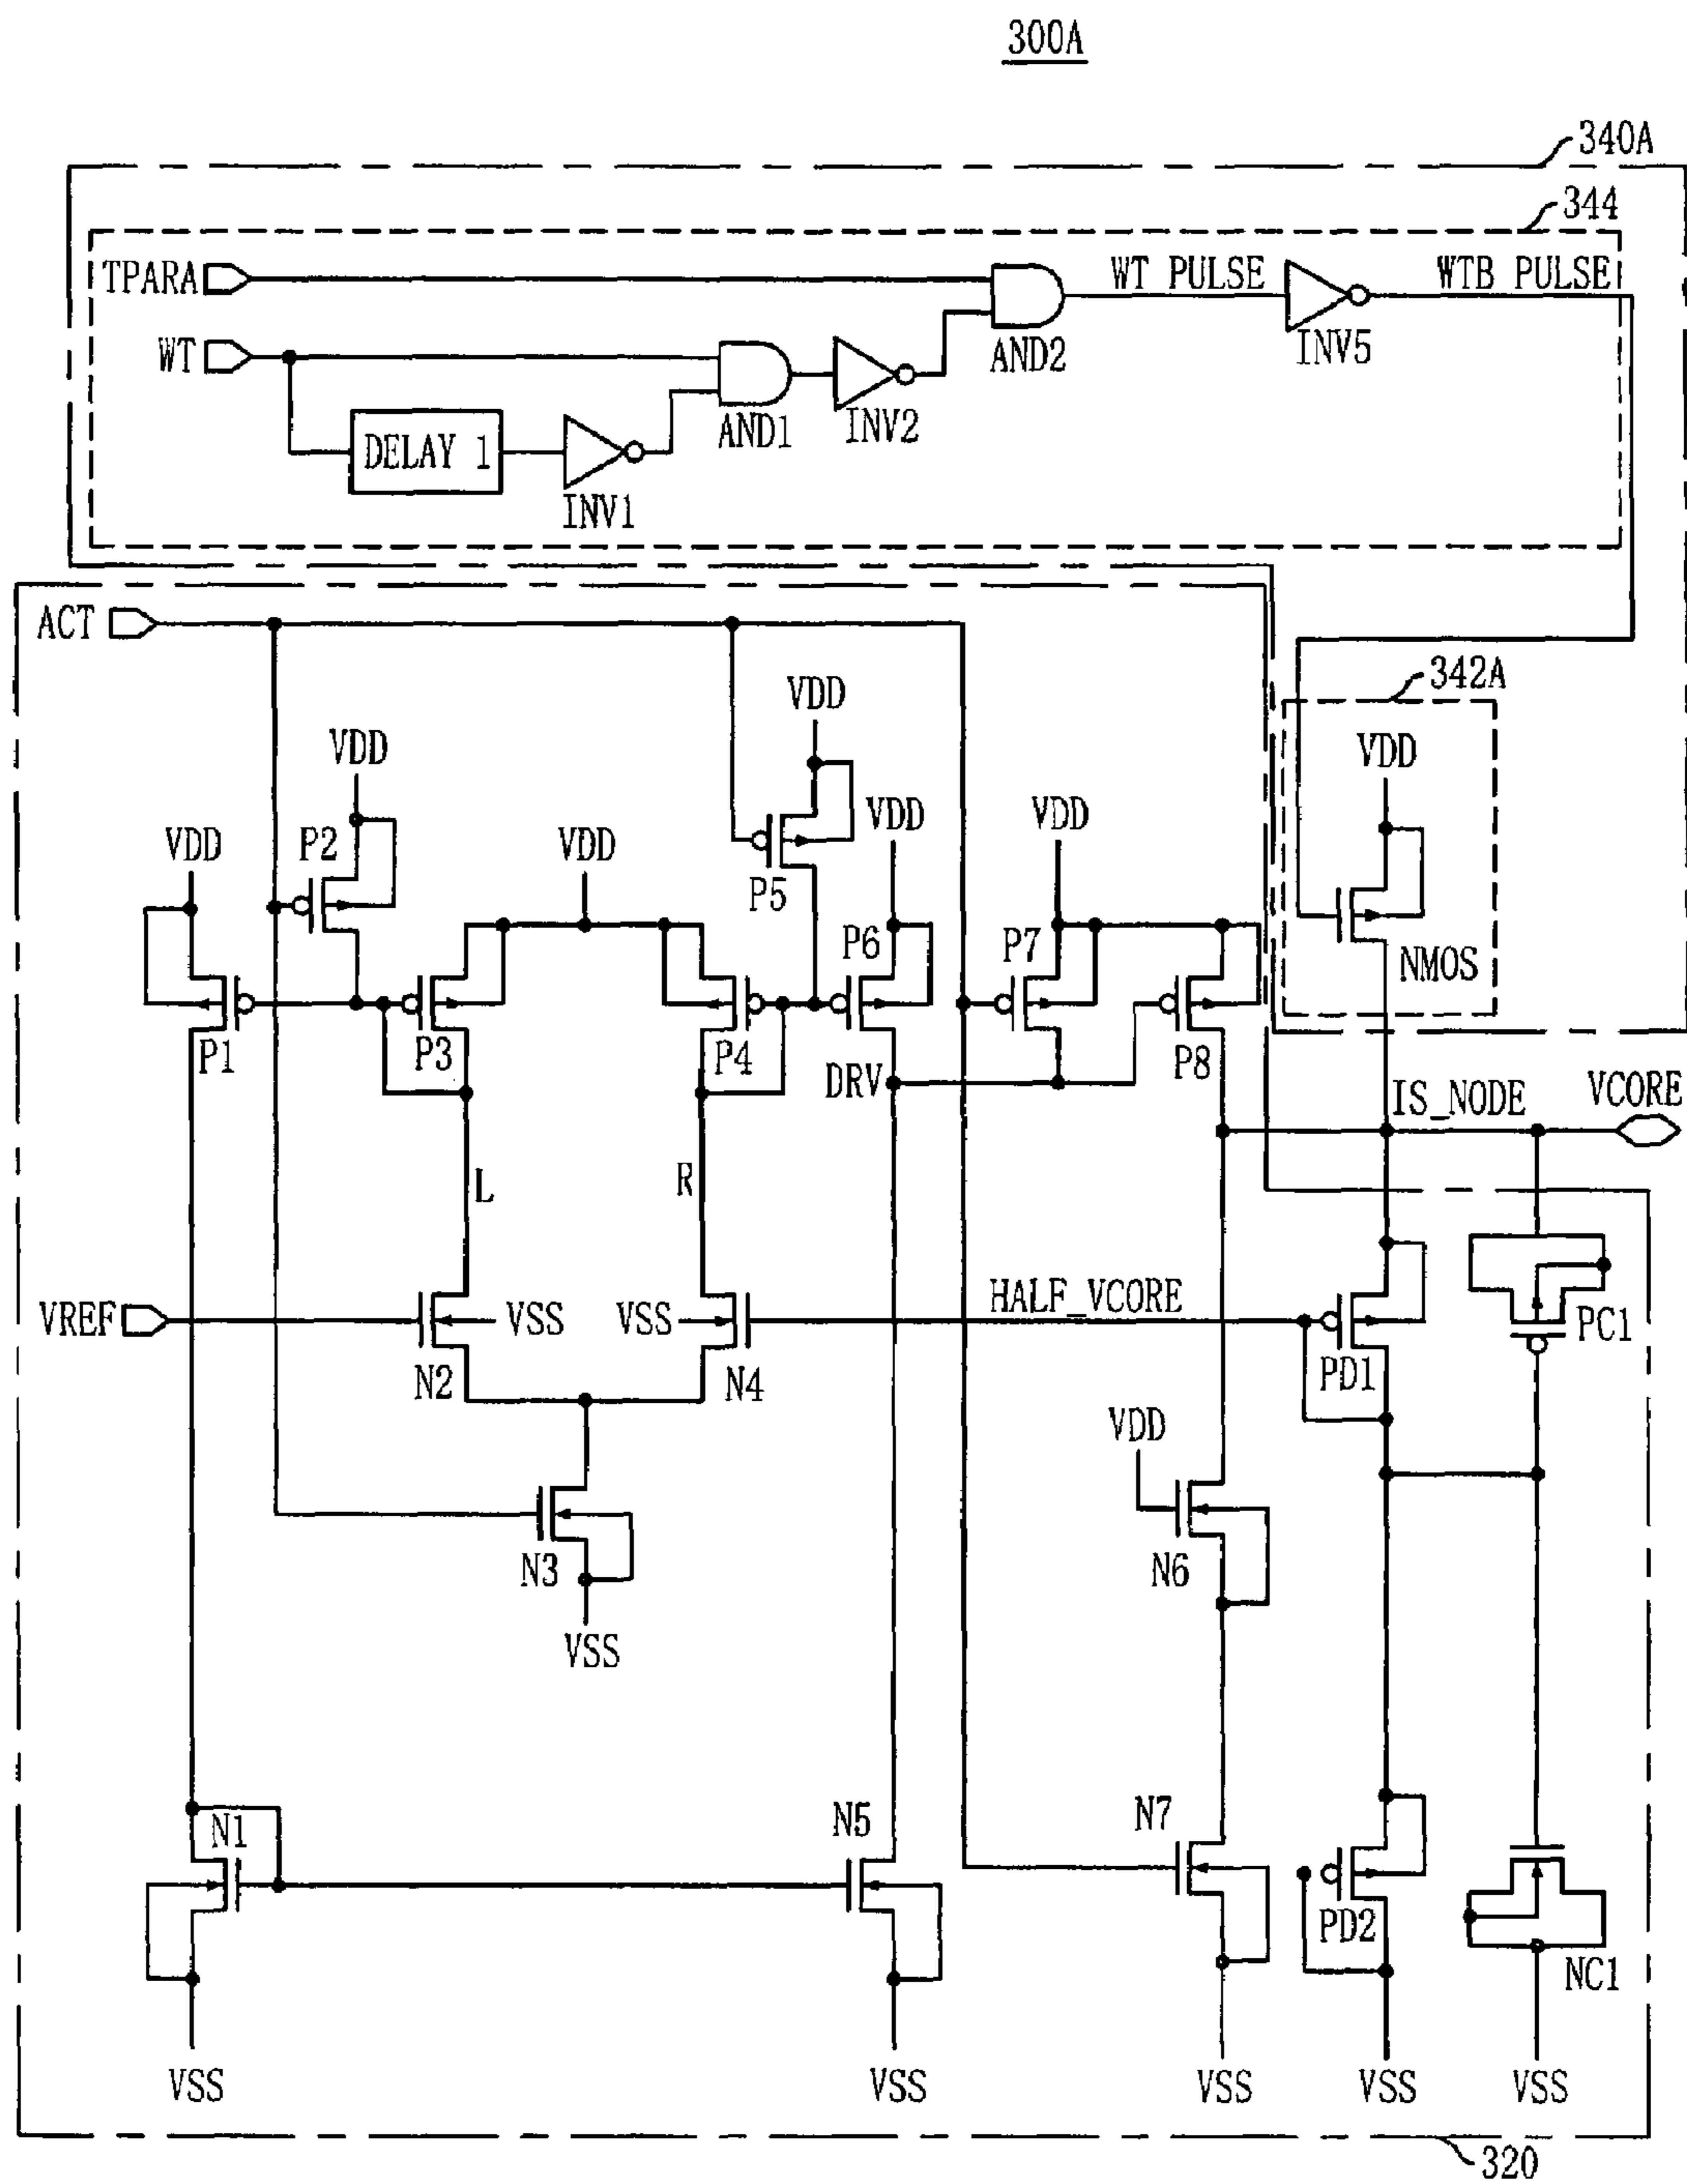 300A
340A
344
TPARA
WT PULSE
WTB PULSE
WT
AND2
INV5
AND1
INV2
DELAY 1
INV1
ACT
342A
VDD
VDD
VDD
VDD
P2
VDD
VDD
VDD
VDD
P5
P6
P7
NMOS
P1
P3
P4
DRV
P8
IS_NODE
VCORE
L
R
HALF_VCORE
VREF
VSS
VSS
PC1
N2
N4
PD1
VDD
N3
N6
VSS
N1
N5
N7
PD2
NC1
VSS
VSS
VSS
VSS
VSS
320